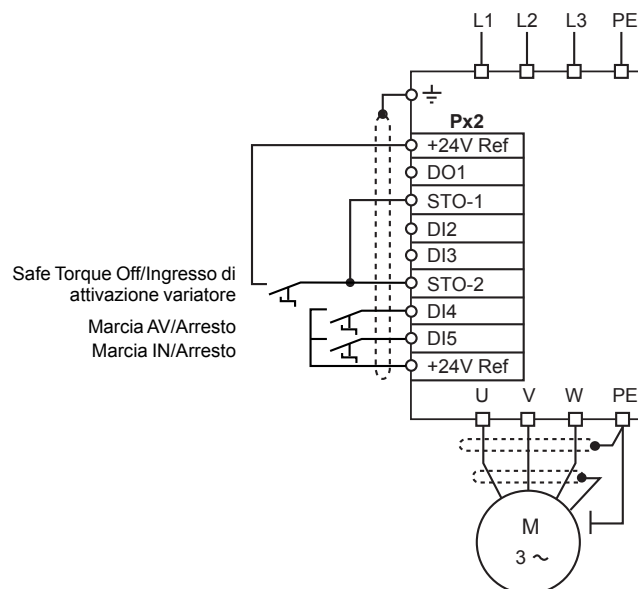 L1 L2 L3 PE
Px2
+24V Ref
DO1
STO-1
DI2
DI3
Safe Torque Off/Ingresso di
attivazione variatore
STO-2
Marcia AV/Arresto
DI4
Marcia IN/Arresto
DI5
+24V Ref
U V W PE
M
3 ~